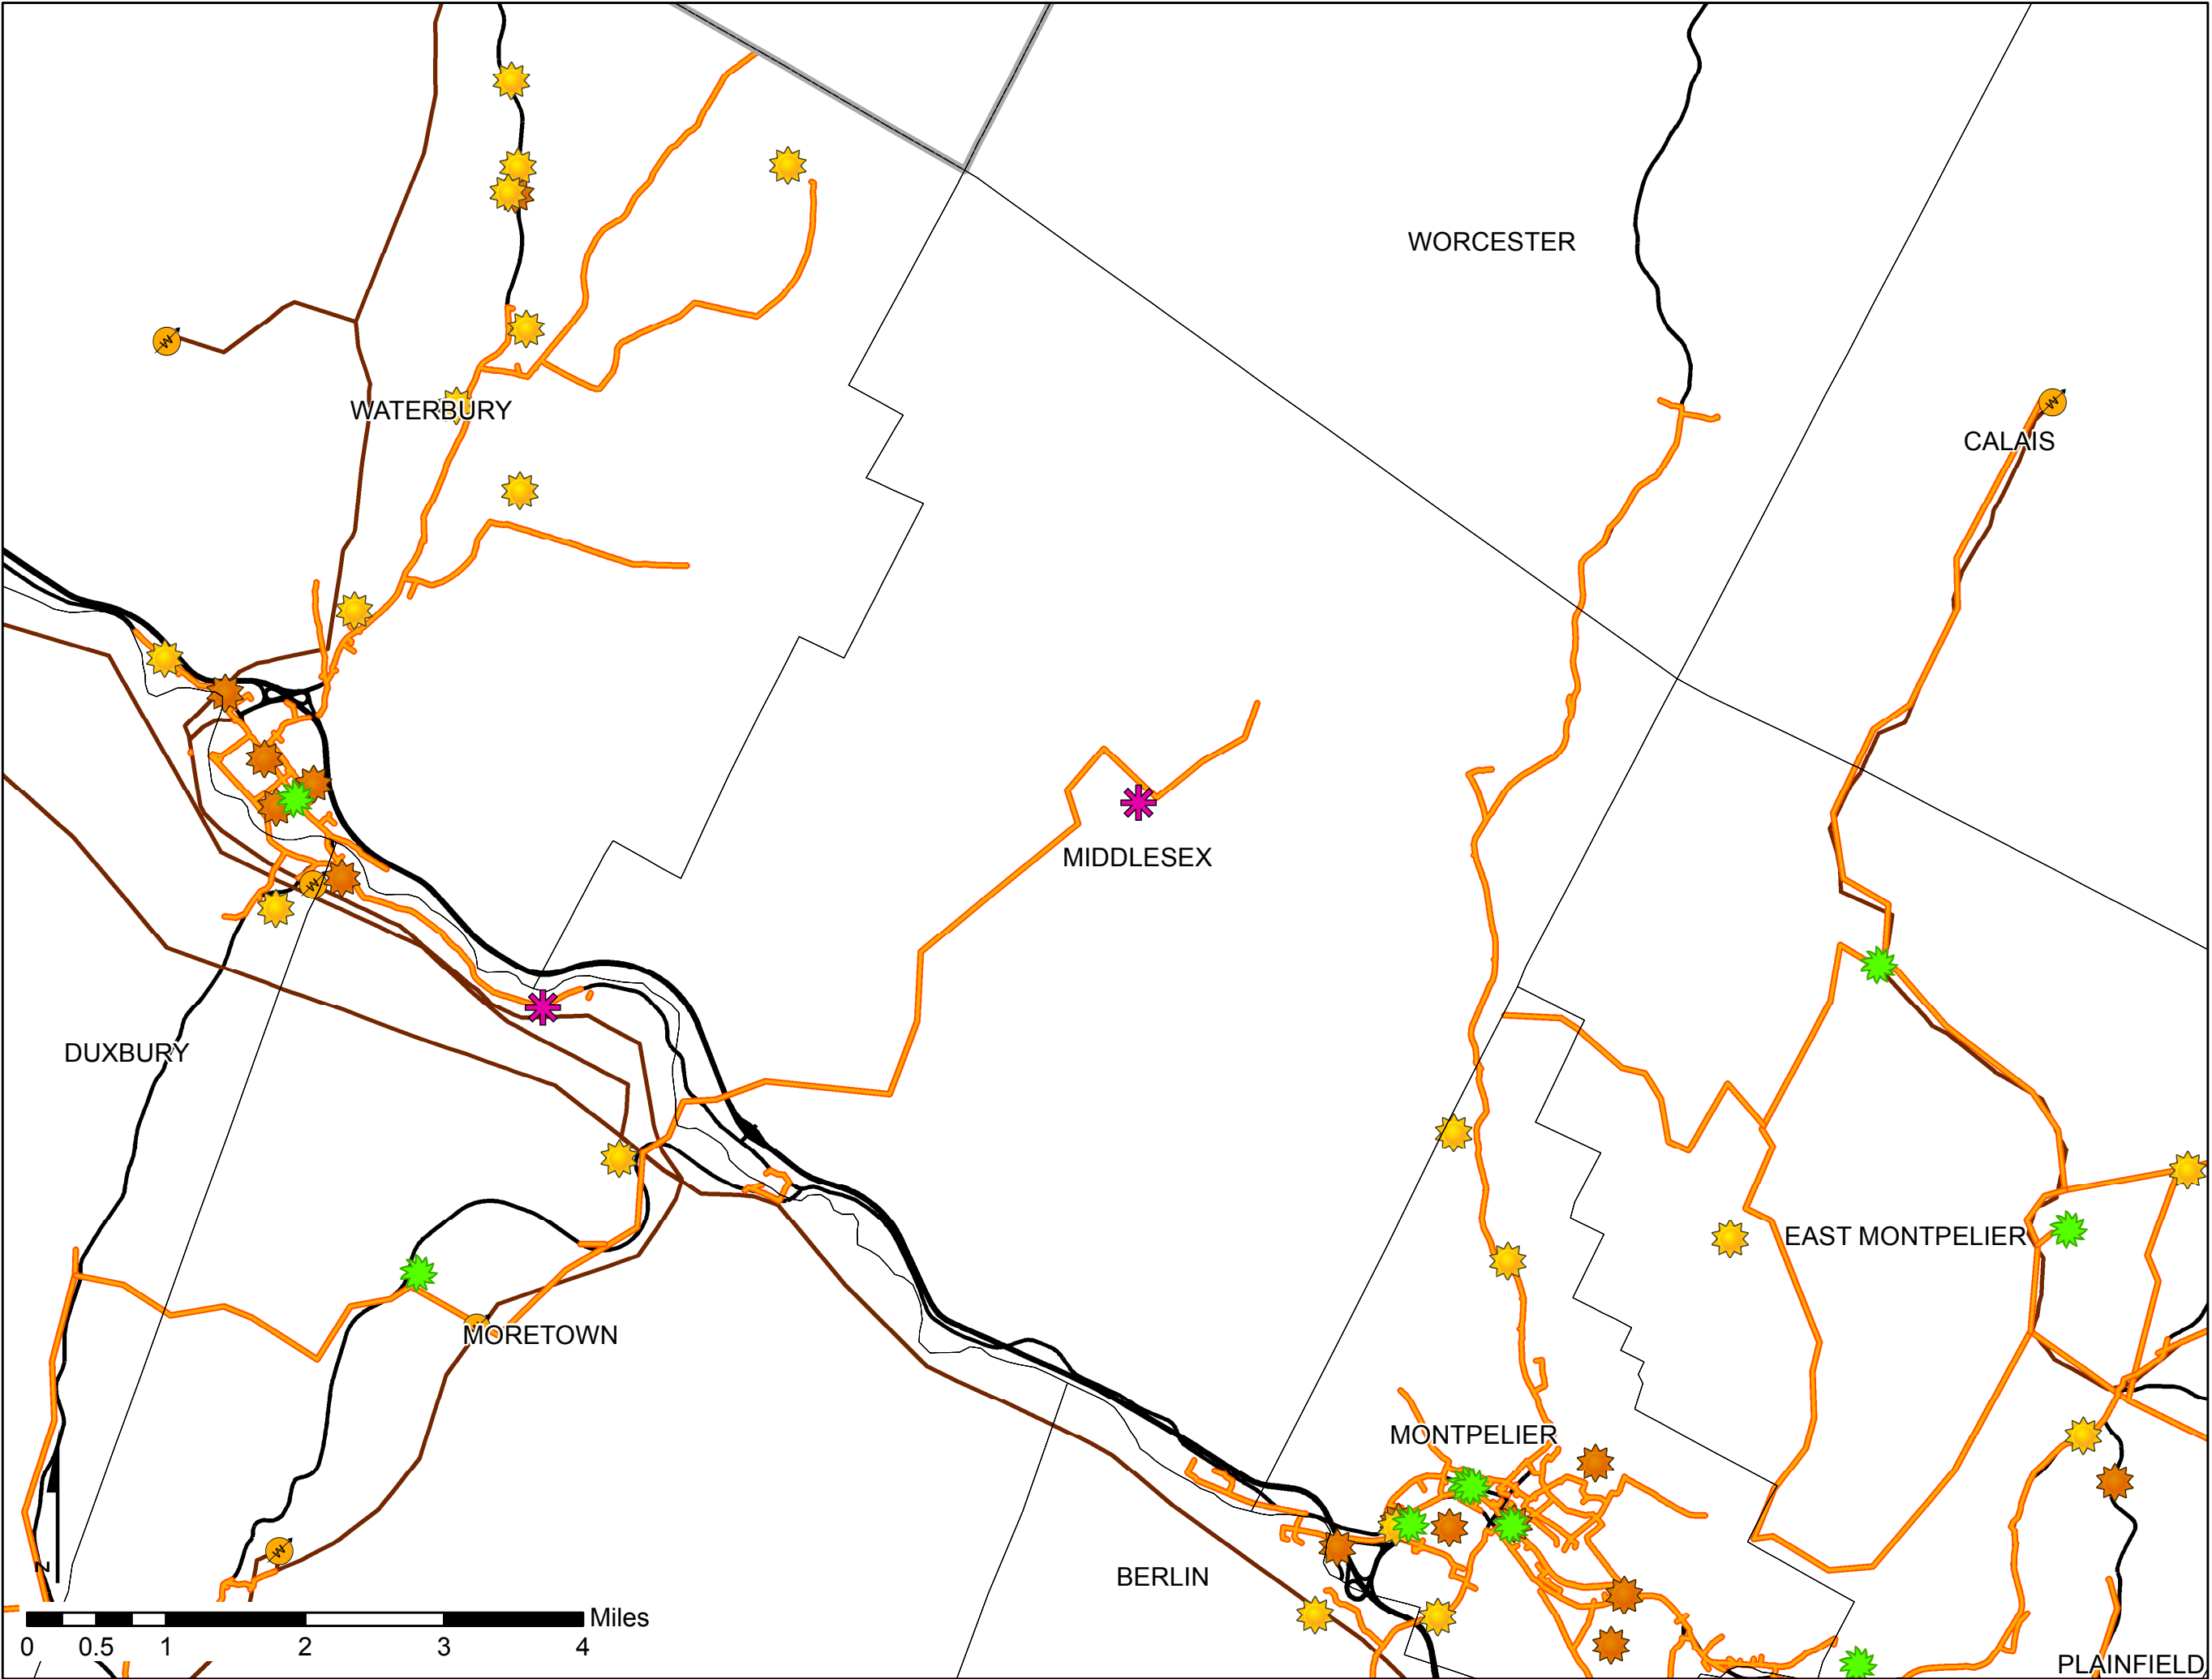 WORCESTER
W
WATERBURY
W
CALAIS
MIDDLESEX
W
DUXBURY
EAST MONTPELIER
MORETOWN
MONTPELIER
W
N
BERLIN
Miles
0 0.5 1 2 3 4
PLAINFIELD